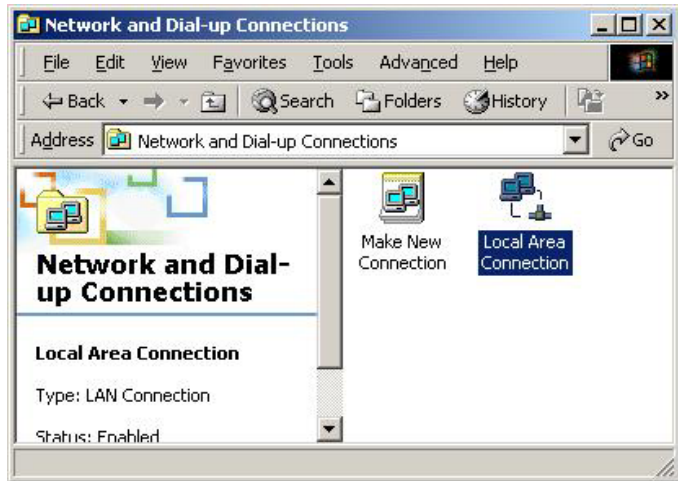 Network and Dial-up Connections
File Edit View Favorites Tools Advanced Help
Back Search Folders History »
Address Network and Dial-up Connections Go
Network and Dial-
up Connections
Local Area Connection
Type: LAN Connection
Status: Enabled
Make New
Connection
Local Area
Connection